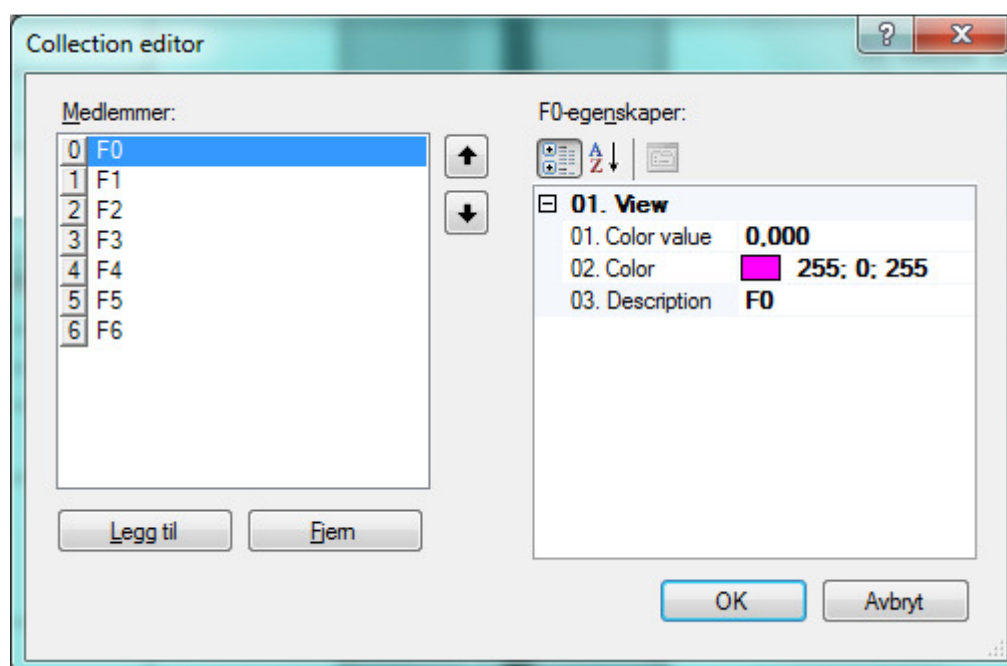 Collection editor
Medlemmer:
0 F0
1 F1
2 F2
3 F3
4 F4
5 F5
6 F6
Legg til
Fjern
F0-egenskaper:
01. View
01. Color value 0,000
02. Color 255; 0; 255
03. Description F0
OK
Avbryt